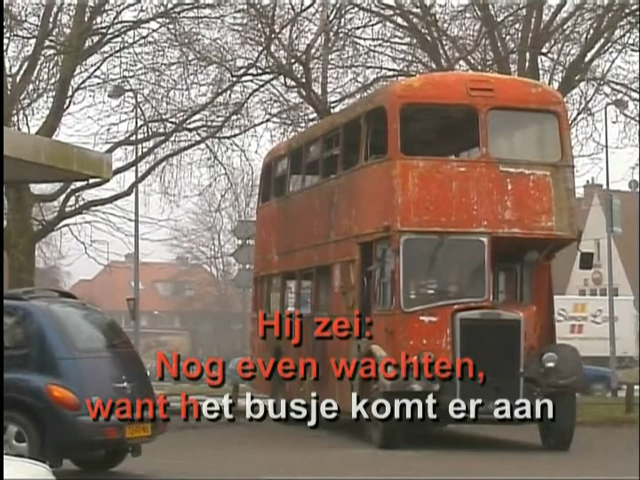 Hij zei:
Nog even wachten,
want het busje komt er aan